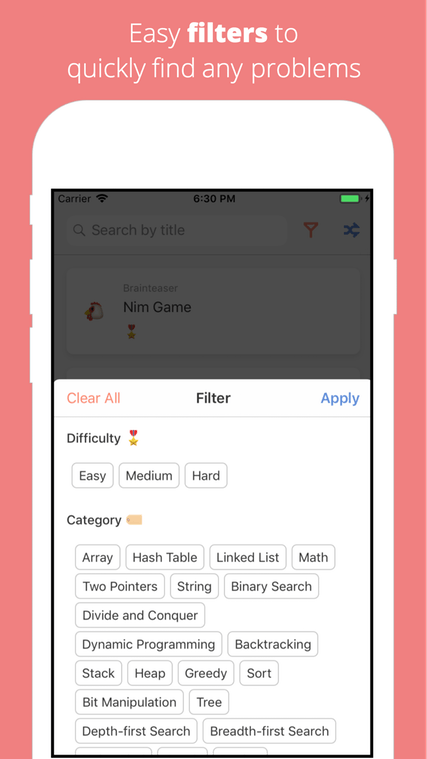 Easy filters to
quickly find any problems
Carrier 6:30 PM
Search by title
Brainteaser
Nim Game
Clear All Filter Apply
Difficulty
Easy Medium Hard
Category
Array Hash Table Linked List Math
Two Pointers String Binary Search
Divide and Conquer
Dynamic Programming Backtracking
Stack Heap Greedy Sort
Bit Manipulation Tree
Depth-first Search Breadth-first Search